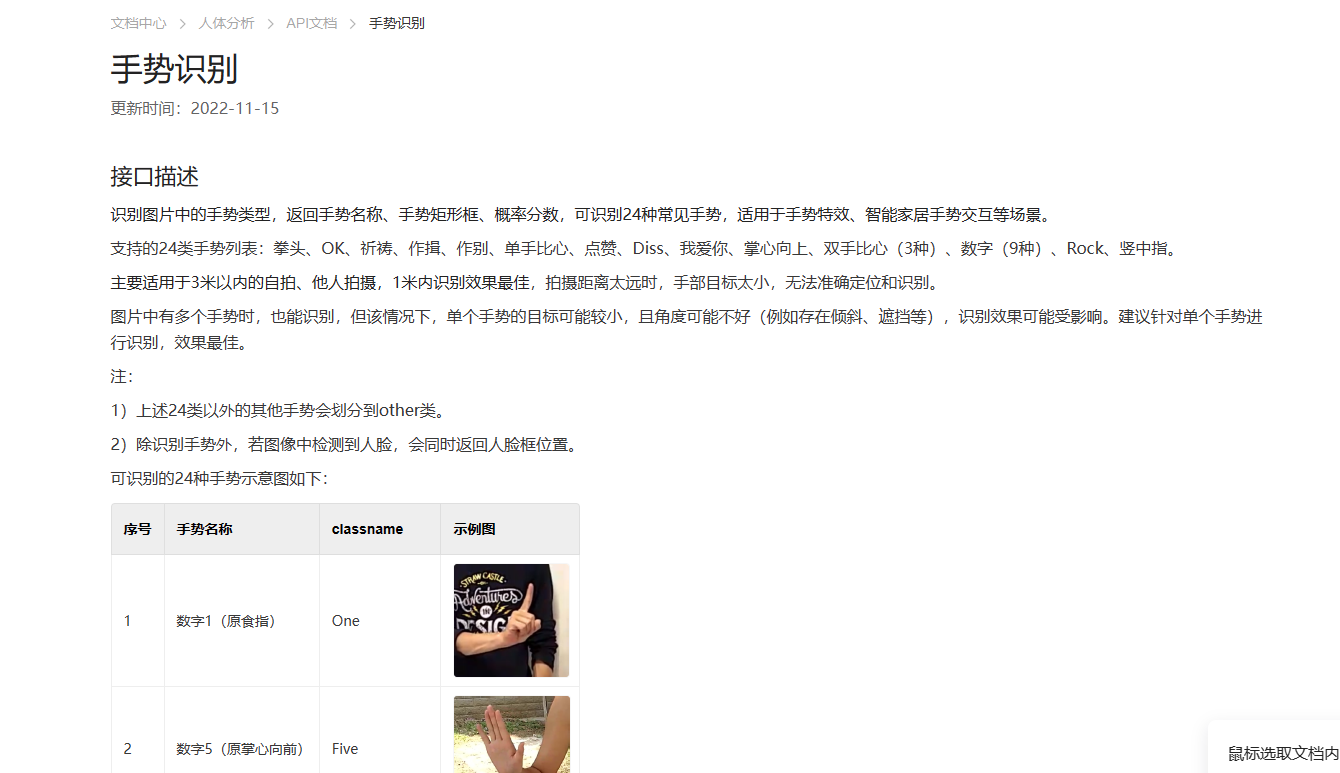 文档中心 > 人体分析 > API文档 > 手势识别
手势识别
更新时间：2022-11-15
接口描述
识别图片中的手势类型，返回手势名称、手势矩形框、概率分数，可识别24种常见手势，适用于手势特效、智能家居手势交互等场景。
支持的24类手势列表：拳头、OK、祈祷、作揖、作别、单手比心、点赞、Diss、我爱你、掌心向上、双手比心（3种）、数字（9种）、Rock、竖中指。
主要适用于3米以内的自拍、他人拍摄，1米内识别效果最佳，拍摄距离太远时，手部目标太小，无法准确定位和识别。
图片中有多个手势时，也能识别，但该情况下，单个手势的目标可能较小，且角度可能不好（例如存在倾斜、遮挡等），识别效果可能受影响。建议针对单个手势进
行识别，效果最佳。
注：
1）上述24类以外的其他手势会划分到other类。
2）除识别手势外，若图像中检测到人脸，会同时返回人脸框位置。
可识别的24种手势示意图如下：
序号 手势名称 classname 示例图
STRAW CASTLE
Adventures
IN
DESIG
1 数字1（原食指） One
2 数字5（原掌心向前） Five
鼠标选取文档内